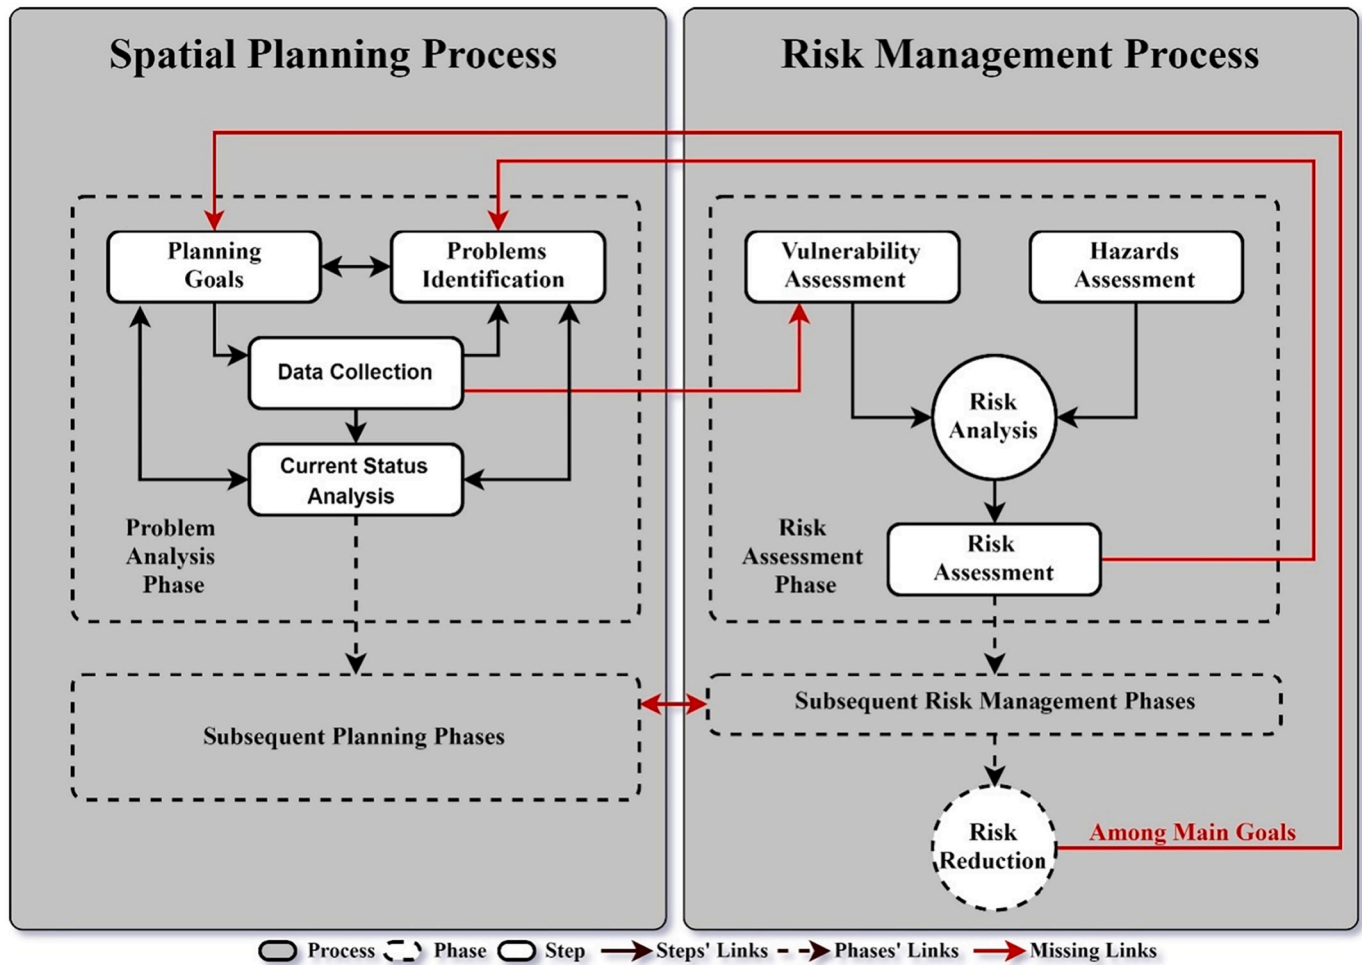 Spatial Planning Process
Risk Management Process
Planning
Goals
Problems
Identification
Data Collection
Current Status
Analysis
Problem
Analysis
Phase
Subsequent Planning Phases
Vulnerability
Assessment
Hazards
Assessment
Risk
Analysis
Risk
Assessment
Risk
Assessment
Phase
Subsequent Risk Management Phases
Risk
Reduction
Among Main Goals
Process Phase Step Steps' Links Phases' Links Missing Links